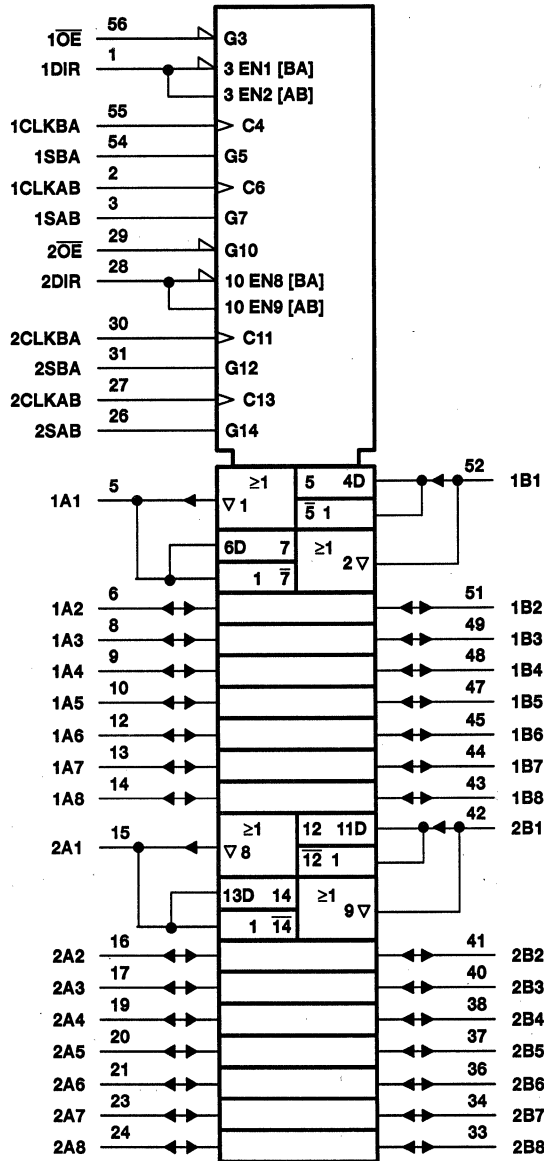 1O̅E̅ 56 G3
1DIR 1 3 EN1 [BA]
3 EN2 [AB]
1CLKBA 55 C4
1SBA 54 G5
1CLKAB 2 C6
1SAB 3 G7
2O̅E̅ 29 G10
2DIR 28 10 EN8 [BA]
10 EN9 [AB]
2CLKBA 30 C11
2SBA 31 G12
2CLKAB 27 C13
2SAB 26 G14
1A1 5 ≥1 5 4D 52 1B1
▽ 1 5̅ 1
6D 7 ≥1
1 7̅ 2 ▽
1A2 6 51 1B2
1A3 8 49 1B3
1A4 9 48 1B4
1A5 10 47 1B5
1A6 12 45 1B6
1A7 13 44 1B7
1A8 14 43 1B8
2A1 15 ≥1 12 11D 42 2B1
▽ 8 1̅2̅ 1
13D 14 ≥1
1 1̅4̅ 9 ▽
2A2 16 41 2B2
2A3 17 40 2B3
2A4 19 38 2B4
2A5 20 37 2B5
2A6 21 36 2B6
2A7 23 34 2B7
2A8 24 33 2B8